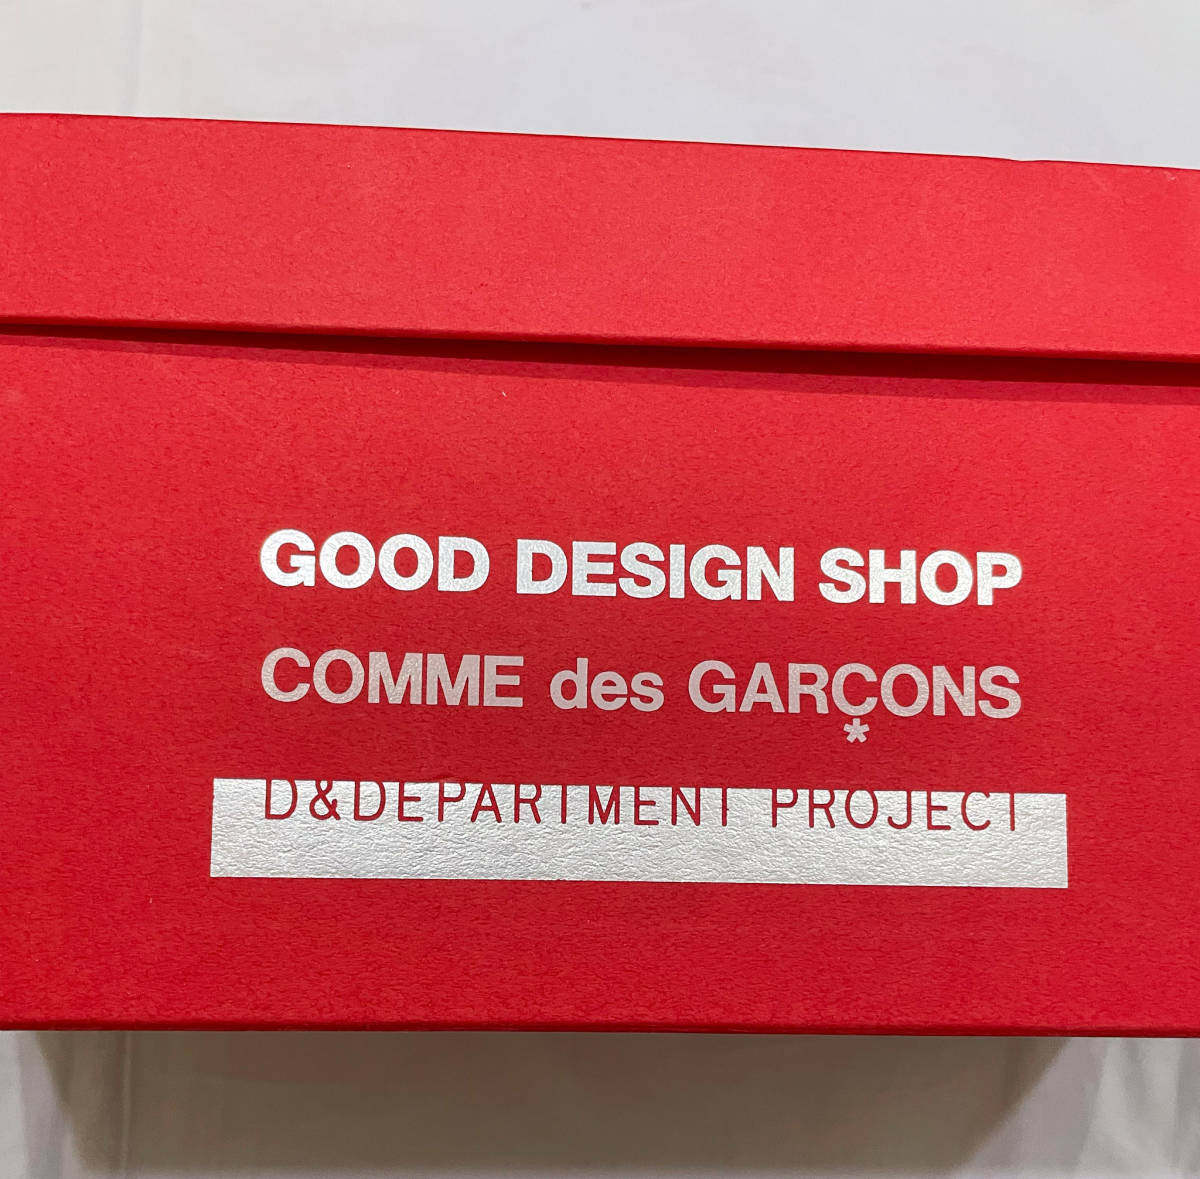 GOOD DESIGN SHOP
COMME des GARÇONS
D&DEPARTMENT PROJECT